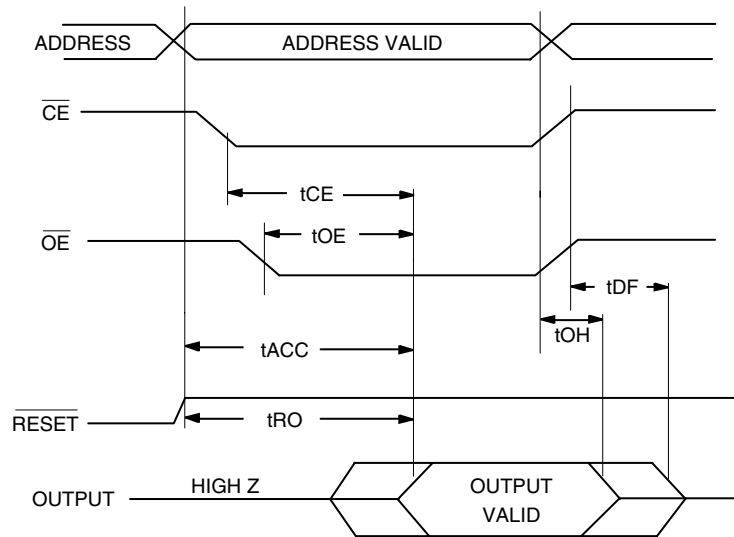 ADDRESS
ADDRESS VALID
CE
tCE
OE
tOE
tDF
tOH
tACC
RESET
tRO
OUTPUT
HIGH Z
OUTPUT
VALID